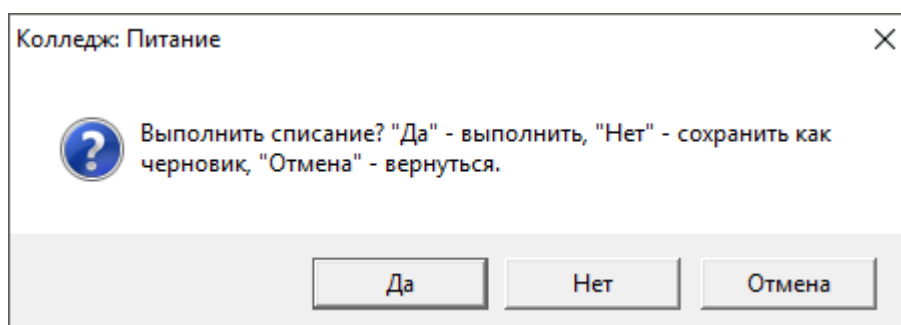 Колледж: Питание
Выполнить списание? "Да" - выполнить, "Нет" - сохранить как
черновик, "Отмена" - вернуться.
Да
Нет
Отмена